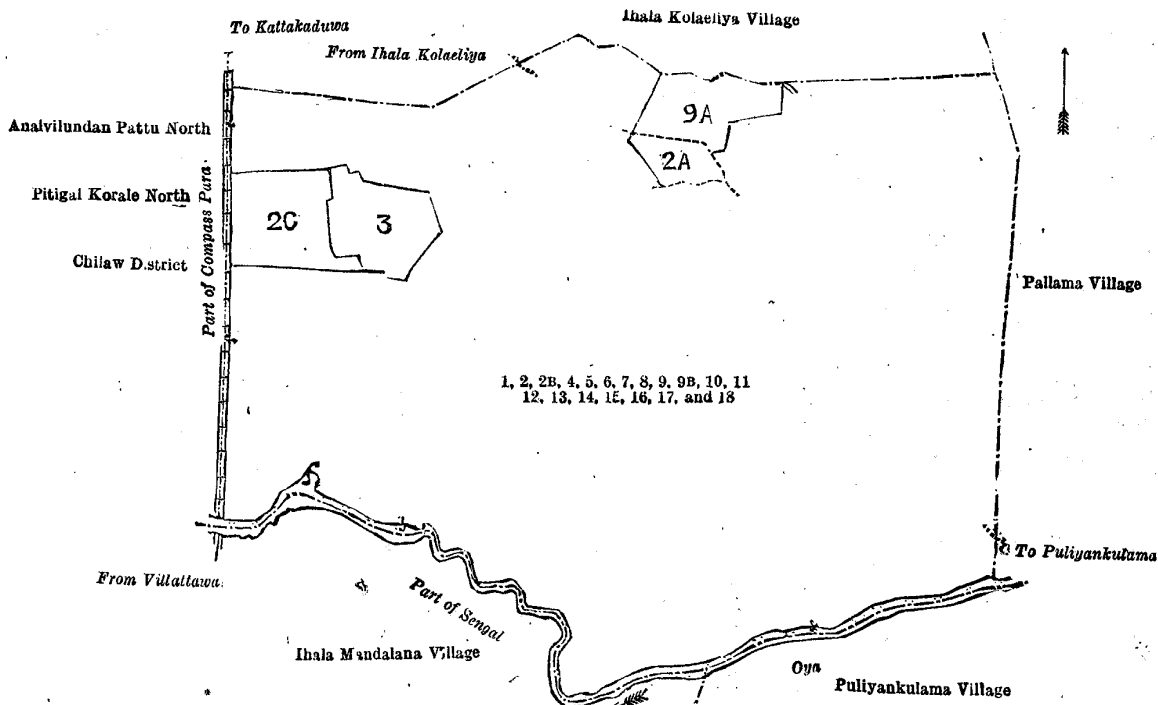 Ihala Kolaeliya Village
To Kattakaduwa
From Ihala Kolaeliya
9A
Analvilundan Pattu North
2A
Pitigal Korale North
2C
3
Part of Compass Para
Chilaw D.strict
Pallama Village
1, 2, 2B, 4, 5, 6, 7, 8, 9, 9B, 10, 11
12, 13, 14, 15, 16, 17, and 18
To Puliyankulama
From Villattawa
Part of Sengal
Ihala Mandalana Village
Oya
Puliyankulama Village